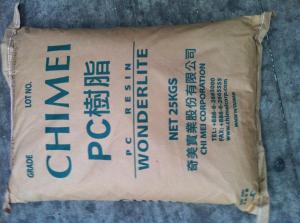 GRADE
LOT NO.
CHIMEI
PC樹脂
PC RESIN
WONDERLITE
NET 25KGS
奇美實業股份有限公司
CHI MEI CORPORATION